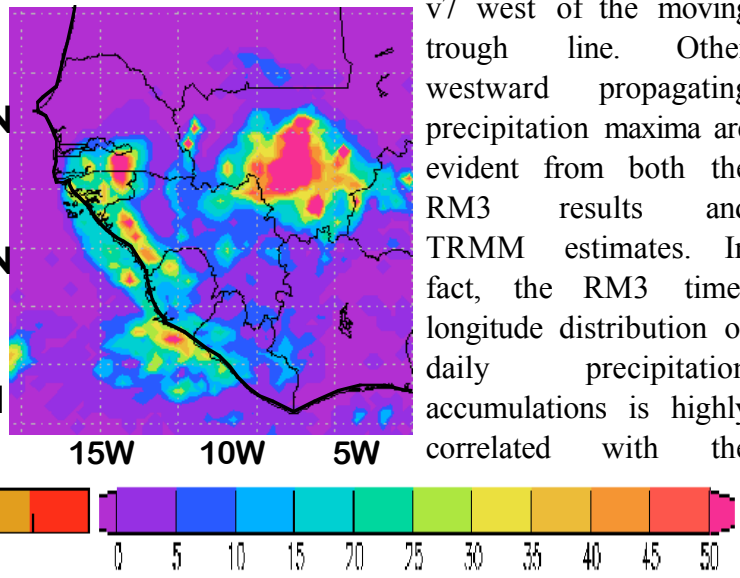 v7 west of the moving
trough line. Other
westward propagating
precipitation maxima are
evident from both the
RM3 results and
TRMM estimates. In
fact, the RM3 time
longitude distribution of
daily precipitation
accumulations is highly
correlated with the
15W 10W 5W
0 5 10 15 20 25 30 35 40 45 50